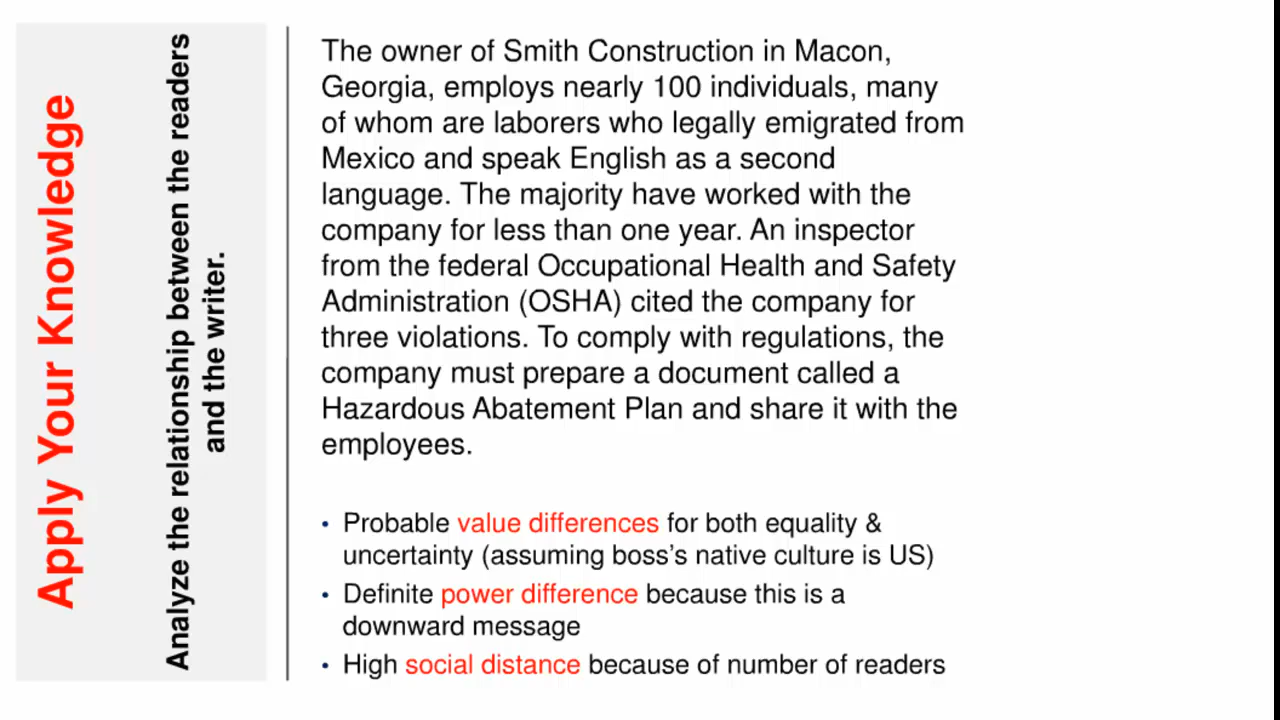 Apply Your Knowledge
Analyze the relationship between the readers
and the writer.
The owner of Smith Construction in Macon,
Georgia, employs nearly 100 individuals, many
of whom are laborers who legally emigrated from
Mexico and speak English as a second
language. The majority have worked with the
company for less than one year. An inspector
from the federal Occupational Health and Safety
Administration (OSHA) cited the company for
three violations. To comply with regulations, the
company must prepare a document called a
Hazardous Abatement Plan and share it with the
employees.
• Probable value differences for both equality &
uncertainty (assuming boss's native culture is US)
• Definite power difference because this is a
downward message
• High social distance because of number of readers